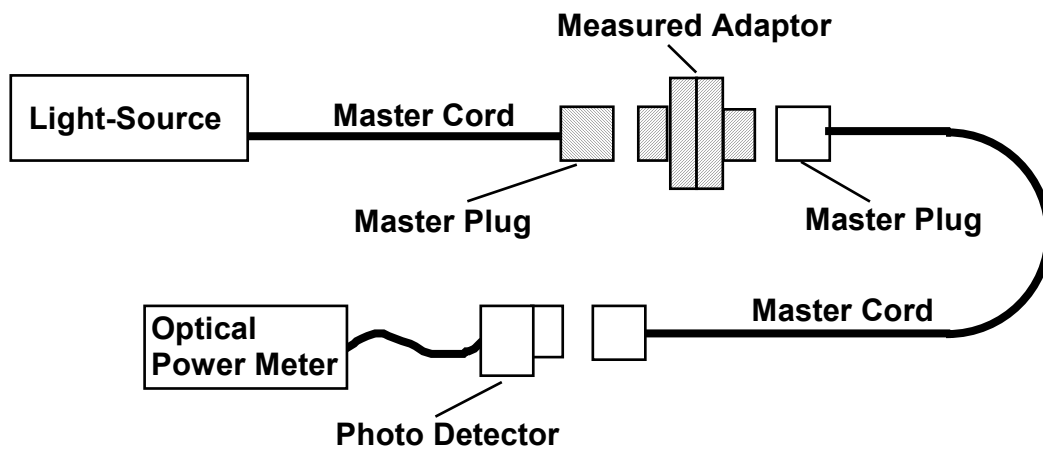 Measured Adaptor
Light-Source
Master Cord
Master Plug
Master Plug
Master Cord
Optical
Power Meter
Photo Detector